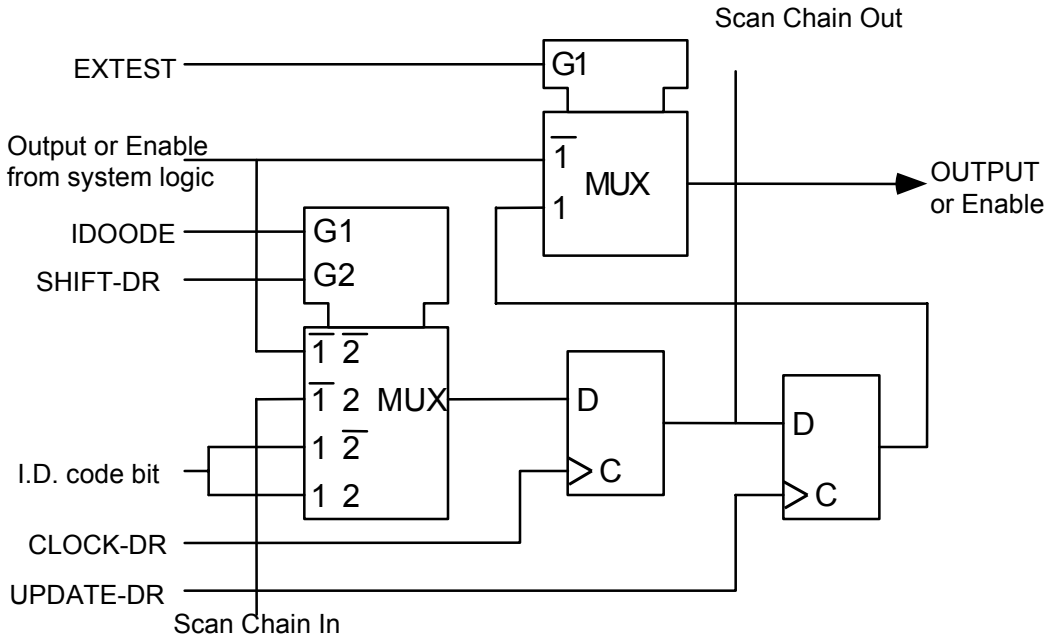 Scan Chain Out
EXTEST
G1
Output or Enable
from system logic
1
MUX
1
OUTPUT
or Enable
IDOODE
G1
SHIFT-DR
G2
1 2
1 2 MUX
1 2
1 2
I.D. code bit
D
C
D
C
CLOCK-DR
UPDATE-DR
Scan Chain In